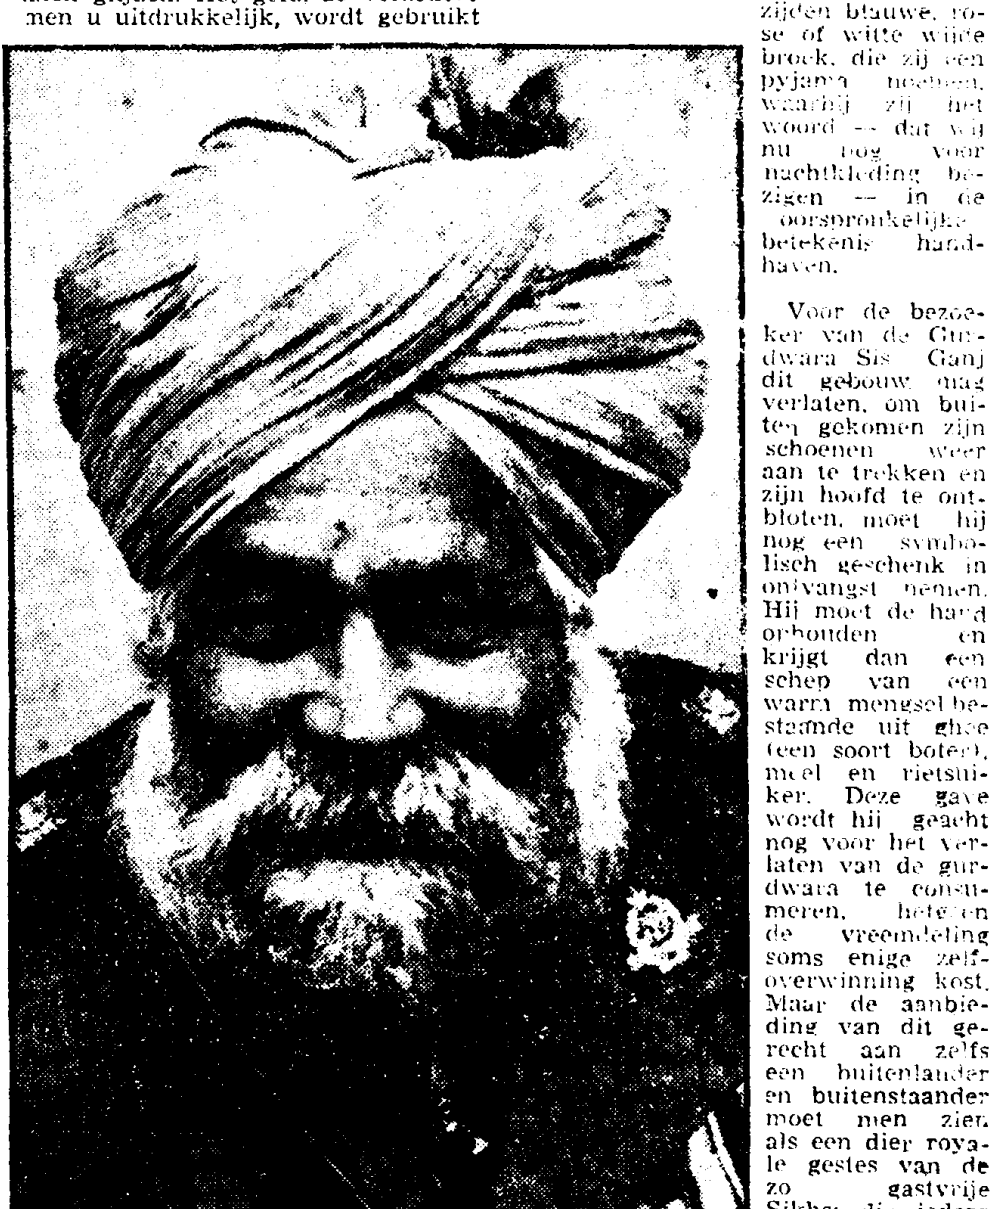 men u uitdrukkelijk, wordt gebruikt
zijden blauwe, ro-
se of witte wijde
broek, die zij een
pyjama noemen,
waarbij zij het
woord -- dat wij
nu nog voor
nachtkleding be-
zigen -- in de
oorspronkelijke
betekenis hand-
haven.
Voor de bezoe-
ker van de Gur-
dwara Sis Ganj
dit gebouw mag
verlaten, om bui-
ten gekomen zijn
schoenen weer
aan te trekken en
zijn hoofd te ont-
bloten, moet hij
nog een symbo-
lisch geschenk in
ontvangst nemen.
Hij moet de hand
ophouden en
krijgt dan een
schep van een
warm mengsel be-
staande uit ghee
(een soort boter),
meel en rietsui-
ker. Deze gave
wordt hij geacht
nog voor het ver-
laten van de gur-
dwara te consu-
meren, hetgeen
de vreemdeling
soms enige zelf-
overwinning kost.
Maar de aanbie-
ding van dit ge-
recht aan zelfs
een buitenlander
en buitenstaander
moet men zien
als een dier roya-
le gestes van de
zo gastvrije